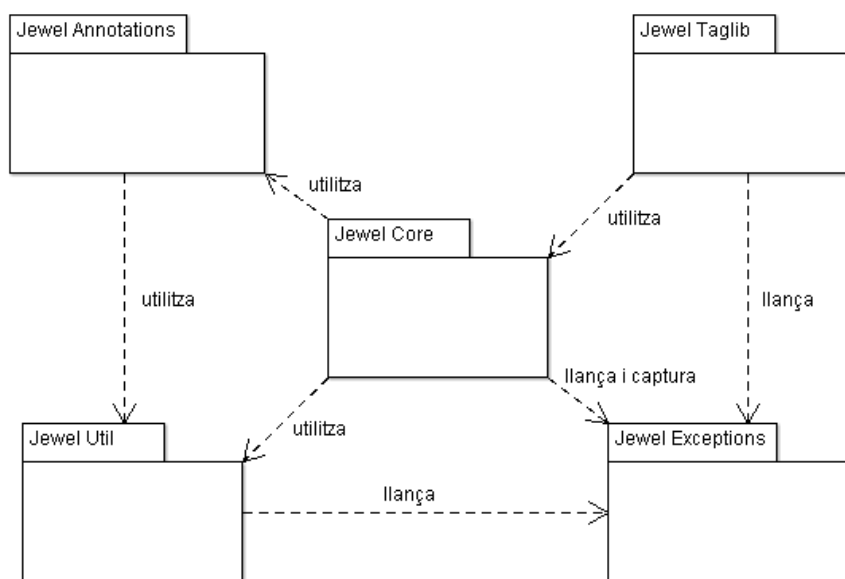 Jewel Annotations
Jewel Taglib
utilitza
Jewel Core
utilitza
utilitza
llança
llança i captura
utilitza
Jewel Util
Jewel Exceptions
llança